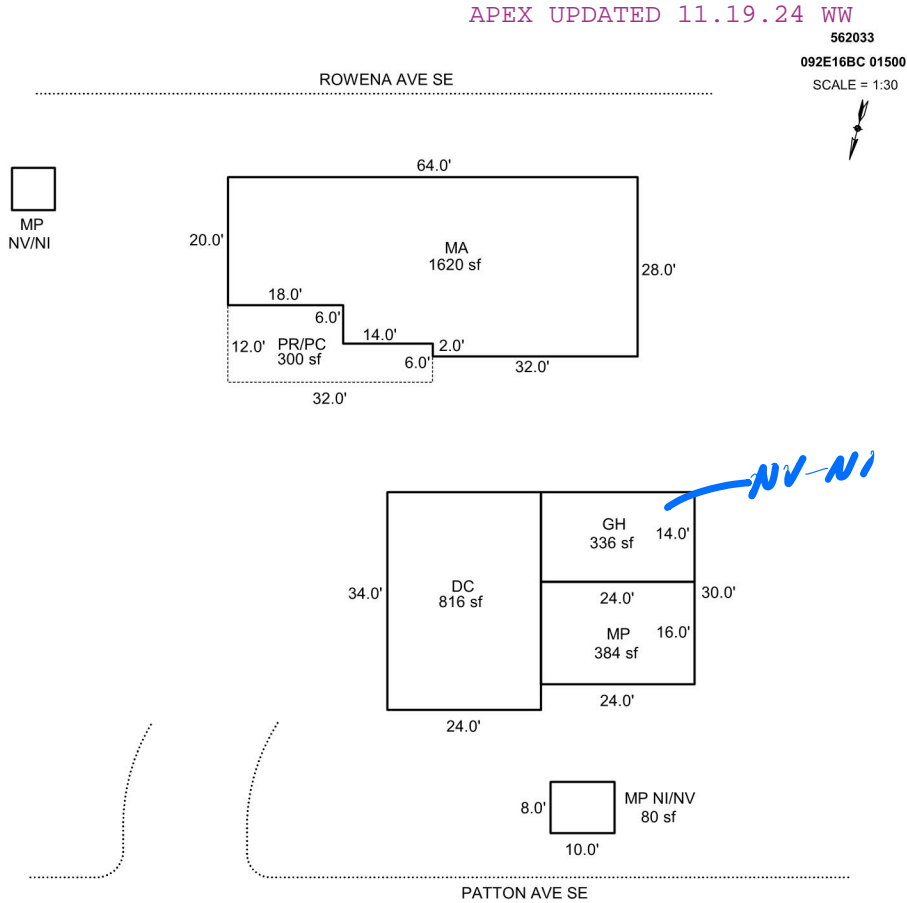 APEX UPDATED 11.19.24 WW
562033
092E16BC 01500
SCALE = 1:30
ROWENA AVE SE
64.0'
MP
NV/NI
20.0'
MA
1620 sf
28.0'
18.0'
6.0'
14.0'
2.0'
12.0'
PR/PC
300 sf
6.0'
32.0'
32.0'
NV-NI
GH
336 sf
14.0'
34.0'
DC
816 sf
24.0'
30.0'
MP
384 sf
16.0'
24.0'
24.0'
8.0'
MP NI/NV
80 sf
10.0'
PATTON AVE SE